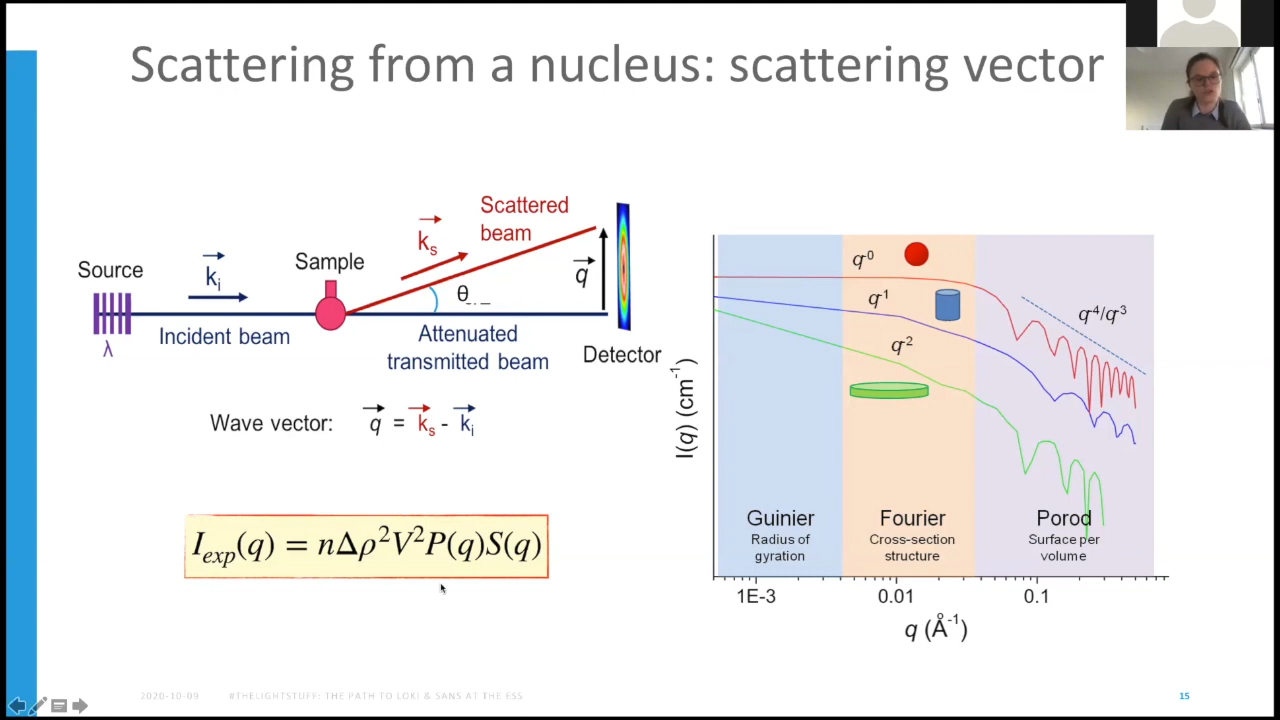 Scattering from a nucleus: scattering vector
Scattered
beam
ks
Sample
Source
ki
q
θ
Incident beam
Attenuated
transmitted beam
λ
Detector
Wave vector: q = ks - ki
Iexp(q) = nΔρ²V²P(q)S(q)
I(q) (cm⁻¹)
q⁰
q¹
q²
q⁴/q³
Guinier
Radius of
gyration
Fourier
Cross-section
structure
Porod
Surface per
volume
1E-3 0.01 0.1
q (Å⁻¹)
2020-10-09 #THELIGHTSTUFF: THE PATH TO LOKI & SANS AT THE ESS 15